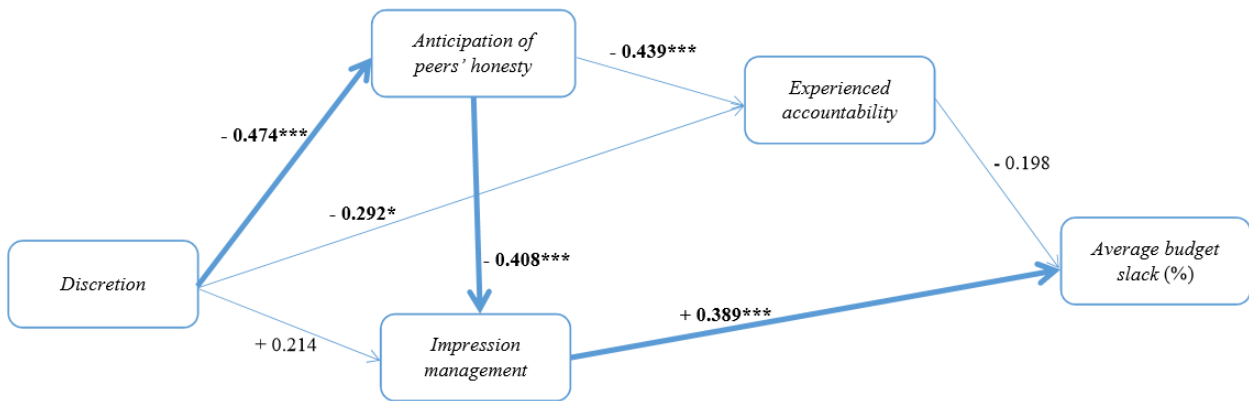 Anticipation of
peers’ honesty
- 0.439***
Experienced
accountability
- 0.474***
- 0.198
- 0.292*
Discretion
- 0.408***
Average budget
slack (%)
+ 0.389***
+ 0.214
Impression
management